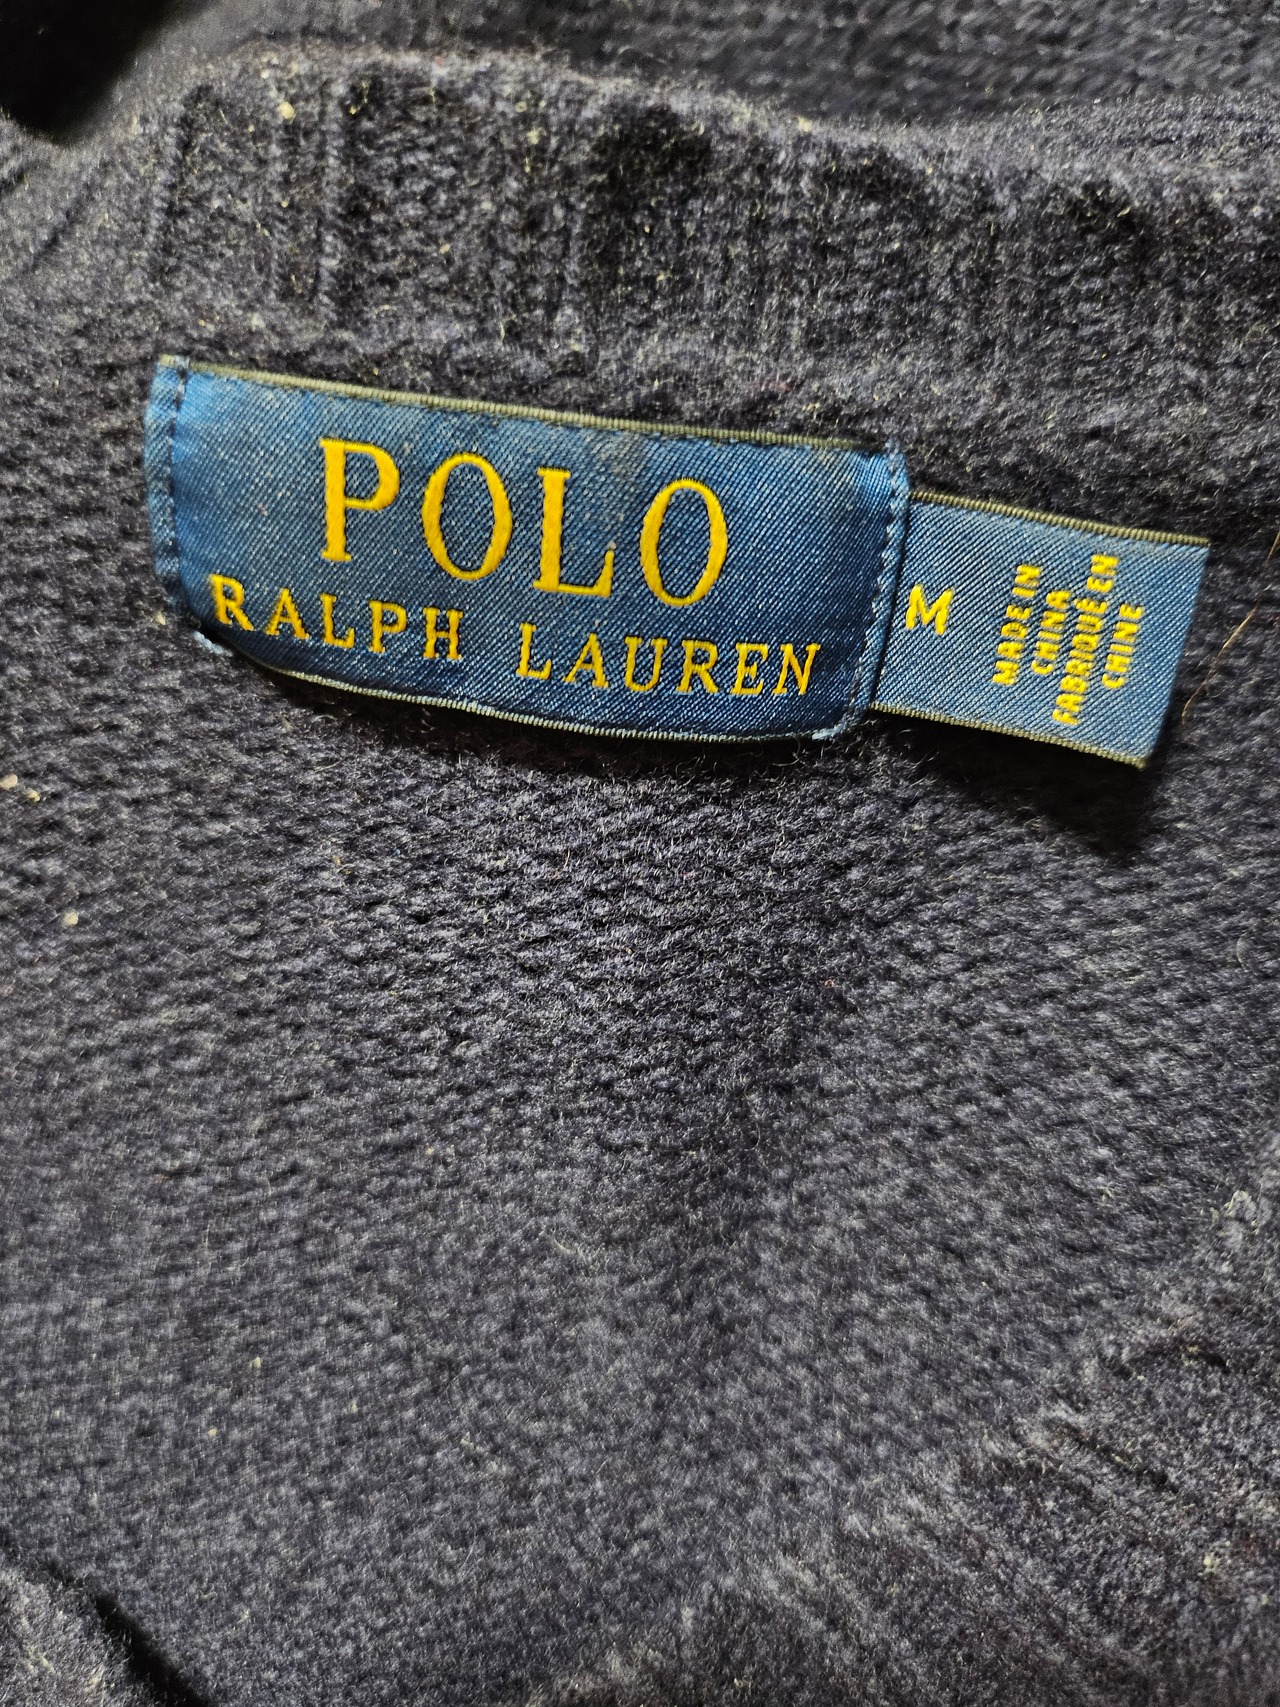 POLO
RALPH LAUREN
M
MADE IN
CHINA
FABRIQUÉ EN
CHINE